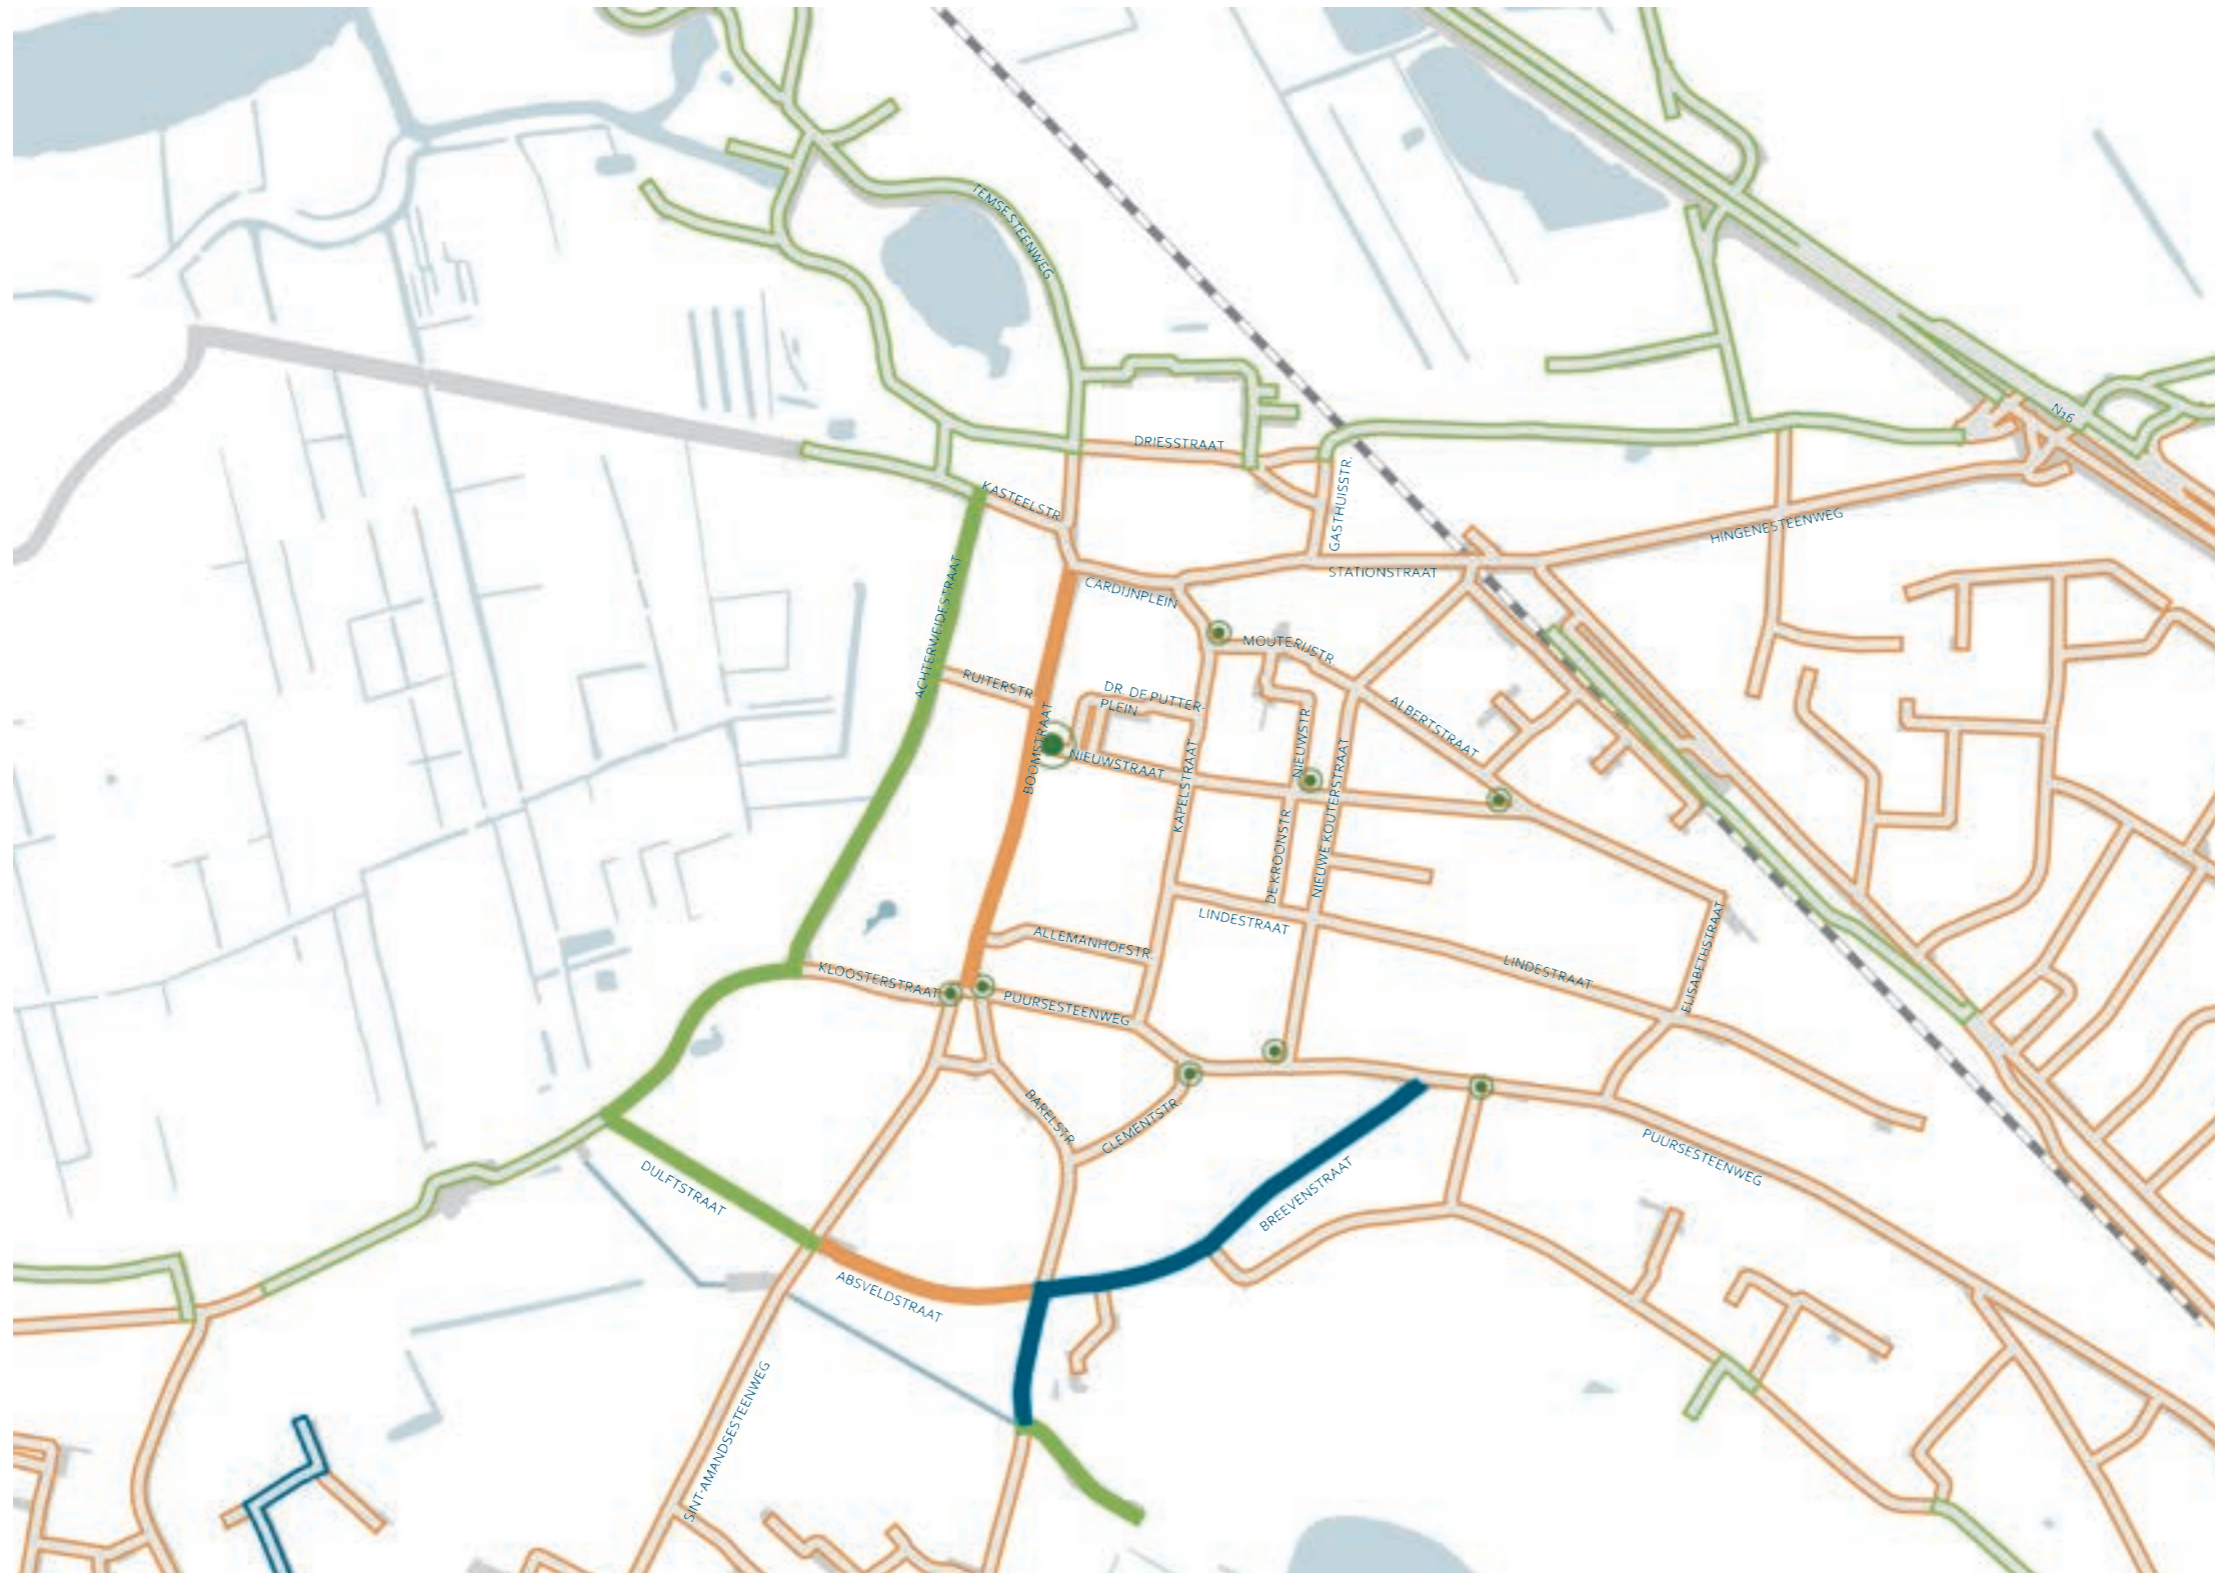 TEMSESTEENWEG
N16
DRIESSTRAAT
GASTHUISSTR.
KASTEELSTR.
HINGENESTEENWEG
STATIONSTRAAT
CARDIJNPLEIN
ACHTERWEIDESTRAAT
MOUTERIJSTR
RUITERSTR
DR. DE PUTTER-
PLEIN
BOOMSTRAAT
NIEUWSTR.
ALBERTSTRAAT
NIEUWSTRAAT
KAPELSTRAAT
NIEUWE KOUTERSTRAAT
DE KROONSTR
LINDESTRAAT
ALLEMANHOFSTR.
LINDESTRAAT
ELISABETHSTRAAT
KLOOSTERSTRAAT
PUURSESTEENWEG
BARELSTR
CLEMENTSTR.
PUURSESTEENWEG
DULFTSTRAAT
BREEVENSTRAAT
ABSVELDSTRAAT
SINT-AMANDSESTEENWEG